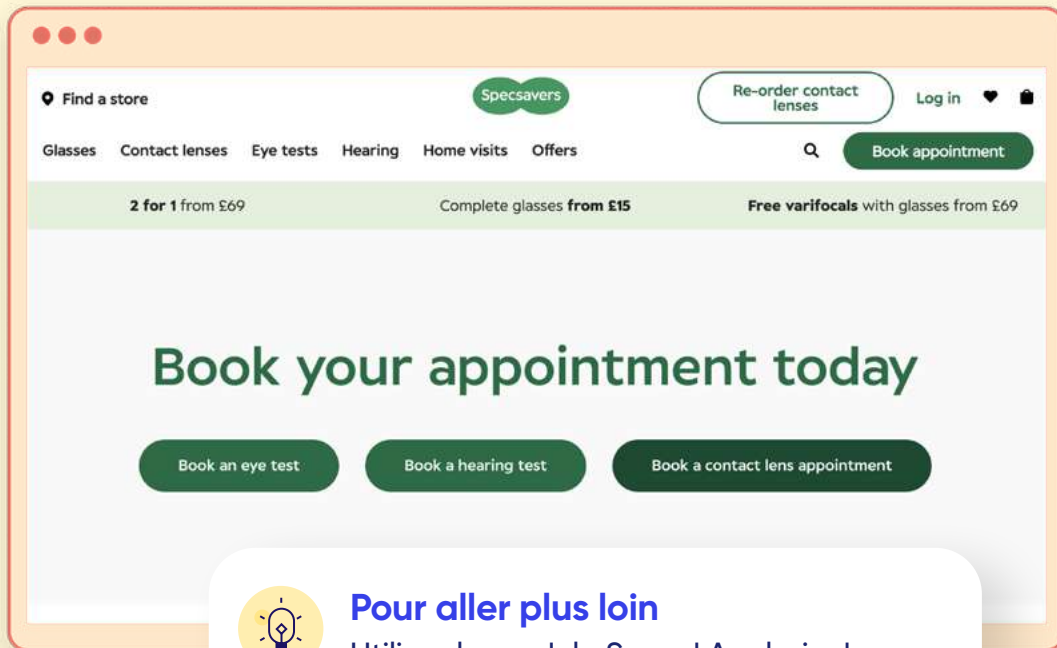 Find a store
Specsavers
Re-order contact
lenses
Log in
Glasses Contact lenses Eye tests Hearing Home visits Offers
Book appointment
2 for 1 from £69 Complete glasses from £15 Free varifocals with glasses from £69
Book your appointment today
Book an eye test Book a hearing test Book a contact lens appointment
Pour aller plus loin